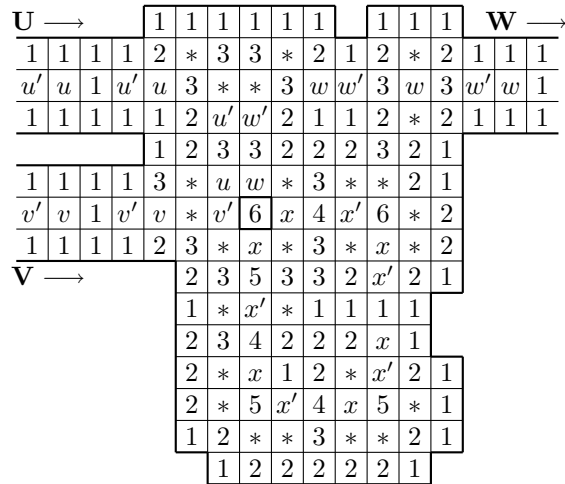 U ⟶ 1 1 1 1 1 1 1 1 1 W ⟶
1 1 1 1 2 * 3 3 * 2 1 2 * 2 1 1 1
u′ u 1 u′ u 3 * * 3 w w′ 3 w 3 w′ w 1
1 1 1 1 1 2 u′ w′ 2 1 1 2 * 2 1 1 1
1 2 3 3 2 2 2 3 2 1
1 1 1 1 3 * u w * 3 * * 2 1
v′ v 1 v′ v * v′ 6 x 4 x′ 6 * 2
1 1 1 1 2 3 * x * 3 * x * 2
V ⟶ 2 3 5 3 3 2 x′ 2 1
1 * x′ * 1 1 1 1
2 3 4 2 2 2 x 1
2 * x 1 2 * x′ 2 1
2 * 5 x′ 4 x 5 * 1
1 2 * * 3 * * 2 1
1 2 2 2 2 2 1